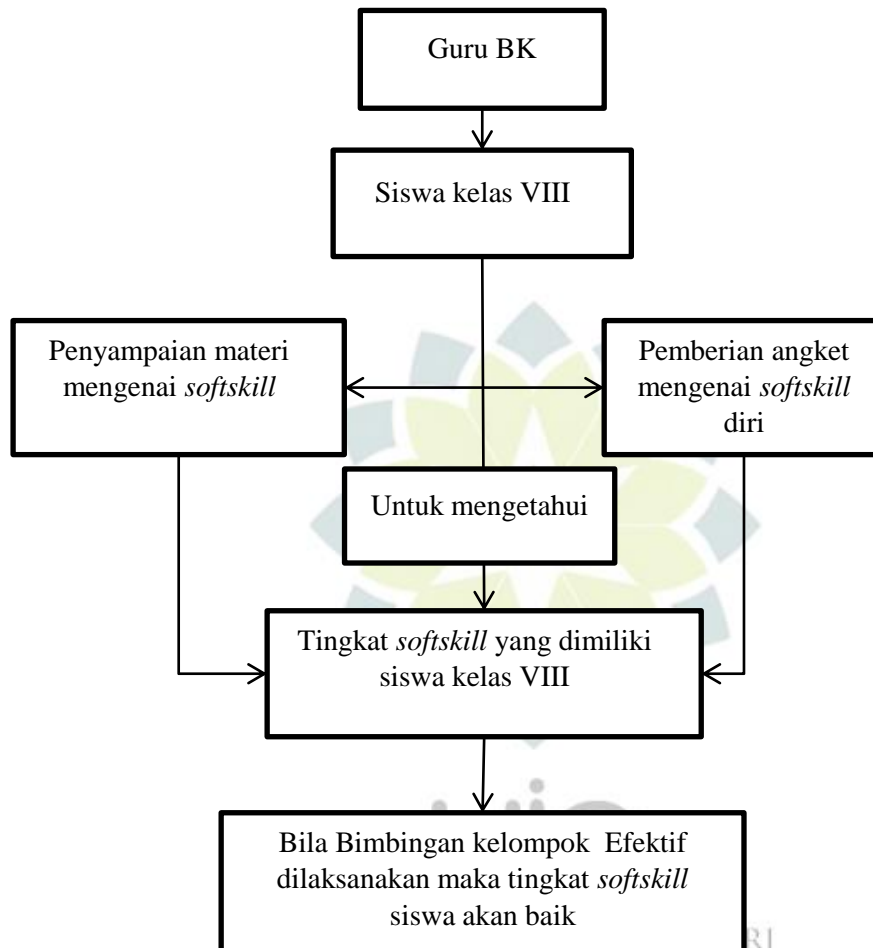 Guru BK
Siswa kelas VIII
Penyampaian materi
mengenai softskill
Pemberian angket
mengenai softskill
diri
Untuk mengetahui
Tingkat softskill yang dimiliki
siswa kelas VIII
Bila Bimbingan kelompok Efektif
dilaksanakan maka tingkat softskill
siswa akan baik